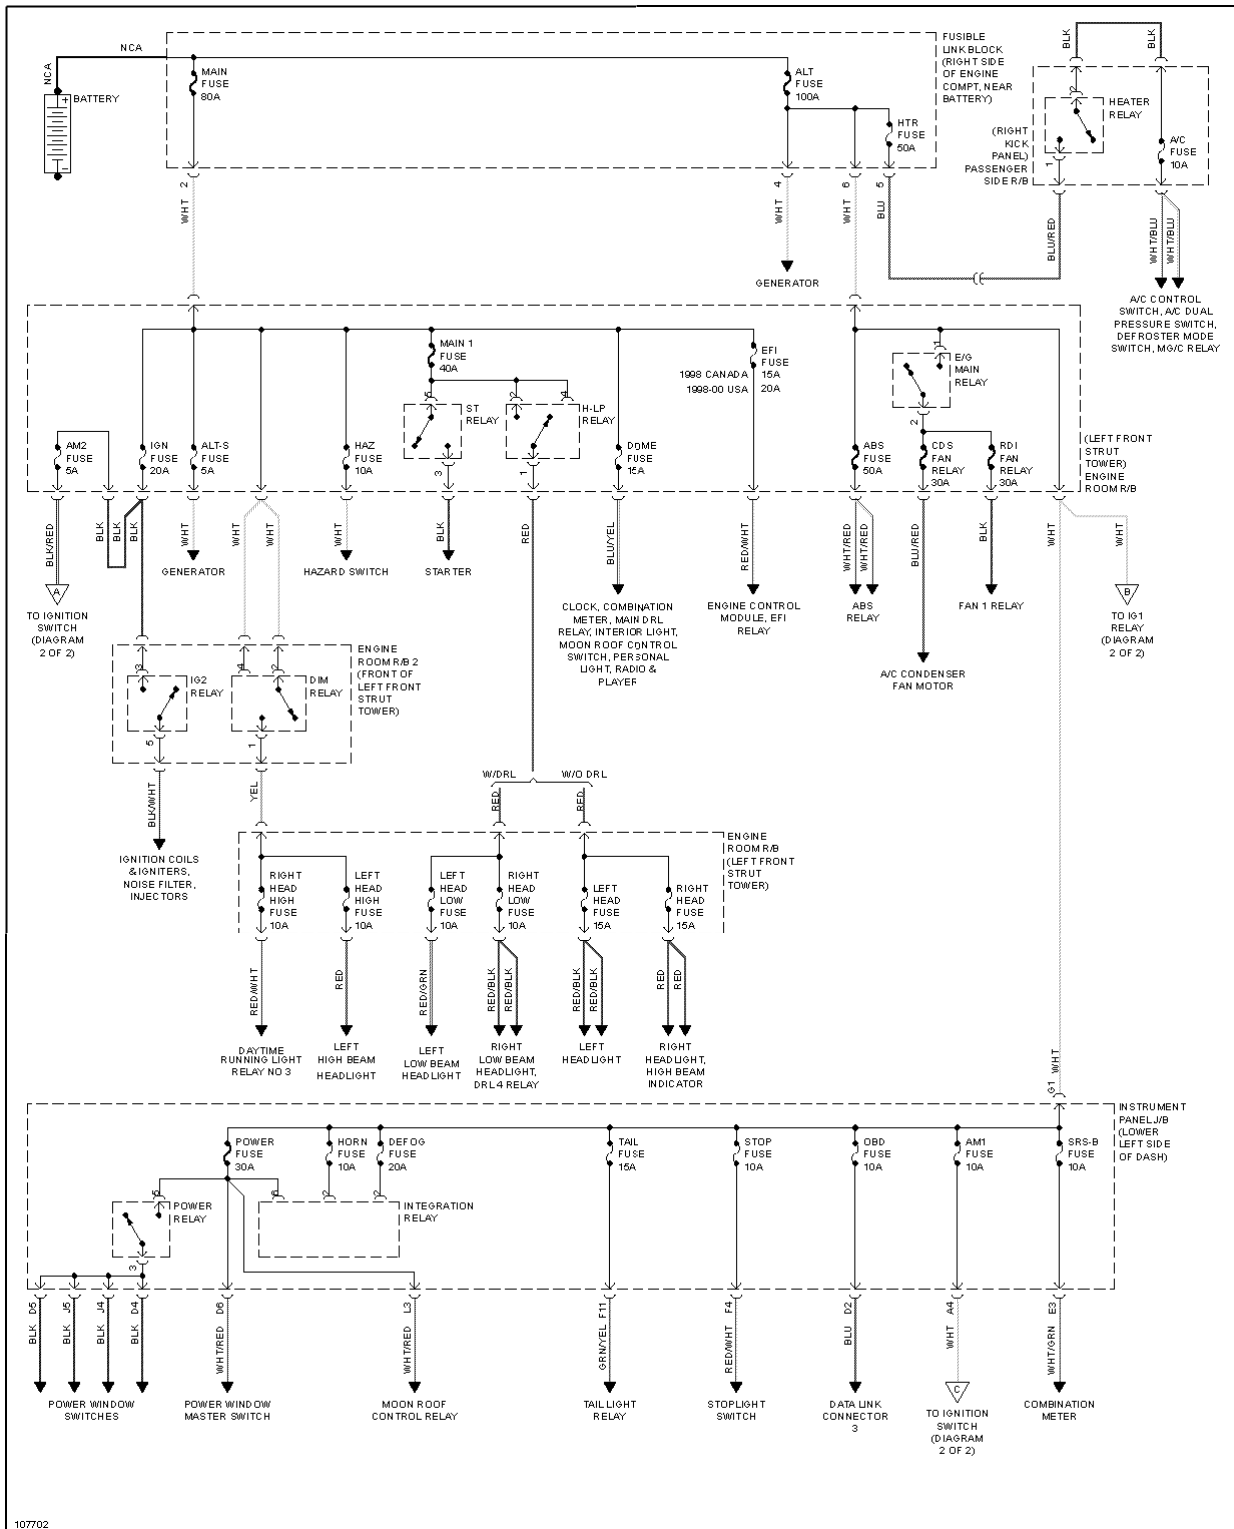 NCA
NCA
BATTERY
+
-
MAIN
FUSE
80A
ALT
FUSE
100A
HTR
FUSE
50A
FUSIBLE
LINK BLOCK
(RIGHT SIDE
OF ENGINE
COMPT, NEAR
BATTERY)
BLK
BLK
2
HEATER
RELAY
A/C
FUSE
10A
(RIGHT
KICK
PANEL)
PASSENGER
SIDE R/B
1
2
4
6
5
WHT
WHT
WHT
BLU
BLU/RED
WHT/BLU
WHT/BLU
GENERATOR
A/C CONTROL
SWITCH, A/C DUAL
PRESSURE SWITCH,
DEFROSTER MODE
SWITCH, MG/C RELAY
MAIN 1
FUSE
40A
EFI
FUSE
1998 CANADA 15A
1998-00 USA 20A
1
E/G
MAIN
RELAY
2
5
ST
RELAY
3
2
4
H-LP
RELAY
1
AM2
FUSE
5A
IGN
FUSE
20A
ALT-S
FUSE
5A
HAZ
FUSE
10A
DOME
FUSE
15A
ABS
FUSE
50A
CDS
FAN
RELAY
30A
RDI
FAN
RELAY
30A
(LEFT FRONT
STRUT
TOWER)
ENGINE
ROOM R/B
BLK/RED
BLK
BLK
BLK
WHT
WHT
WHT
WHT
BLK
RED
BLU/YEL
RED/WHT
WHT/RED
WHT/RED
BLU/RED
BLK
WHT
WHT
A
TO IGNITION
SWITCH
(DIAGRAM
2 OF 2)
GENERATOR
HAZARD SWITCH
STARTER
CLOCK, COMBINATION
METER, MAIN DRL
RELAY, INTERIOR LIGHT,
MOON ROOF CONTROL
SWITCH, PERSONAL
LIGHT, RADIO &
PLAYER
ENGINE CONTROL
MODULE, EFI
RELAY
ABS
RELAY
A/C CONDENSER
FAN MOTOR
FAN 1 RELAY
B
TO IG1
RELAY
(DIAGRAM
2 OF 2)
3
4
2
IG2
RELAY
DIM
RELAY
5
1
ENGINE
ROOM R/B 2
(FRONT OF
LEFT FRONT
STRUT
TOWER)
BLK/WHT
YEL
IGNITION COILS
& IGNITERS,
NOISE FILTER,
INJECTORS
W/DRL
W/O DRL
RED
RED
ENGINE
ROOM R/B
(LEFT FRONT
STRUT
TOWER)
RIGHT
HEAD
HIGH
FUSE
10A
LEFT
HEAD
HIGH
FUSE
10A
LEFT
HEAD
LOW
FUSE
10A
RIGHT
HEAD
LOW
FUSE
10A
LEFT
HEAD
FUSE
15A
RIGHT
HEAD
FUSE
15A
RED/WHT
RED
RED/GRN
RED/BLK
RED/BLK
RED/BLK
RED/BLK
RED
RED
DAYTIME
RUNNING LIGHT
RELAY NO 3
LEFT
HIGH BEAM
HEADLIGHT
LEFT
LOW BEAM
HEADLIGHT
RIGHT
LOW BEAM
HEADLIGHT,
DRL 4 RELAY
LEFT
HEADLIGHT
RIGHT
HEADLIGHT,
HIGH BEAM
INDICATOR
WHT
G1
INSTRUMENT
PANEL J/B
(LOWER
LEFT SIDE
OF DASH)
POWER
FUSE
30A
HORN
FUSE
10A
DEFOG
FUSE
20A
TAIL
FUSE
15A
STOP
FUSE
10A
OBD
FUSE
10A
AM1
FUSE
10A
SRS-B
FUSE
10A
5
POWER
RELAY
3
6
2
2
INTEGRATION
RELAY
D5
J5
J4
D4
D6
L3
F11
F4
D2
A4
E3
BLK
BLK
BLK
BLK
WHT/RED
WHT/RED
GRN/YEL
RED/WHT
BLU
WHT
WHT/GRN
POWER WINDOW
SWITCHES
POWER WINDOW
MASTER SWITCH
MOON ROOF
CONTROL RELAY
TAIL LIGHT
RELAY
STOPLIGHT
SWITCH
DATA LINK
CONNECTOR
3
C
TO IGNITION
SWITCH
(DIAGRAM
2 OF 2)
COMBINATION
METER
107702